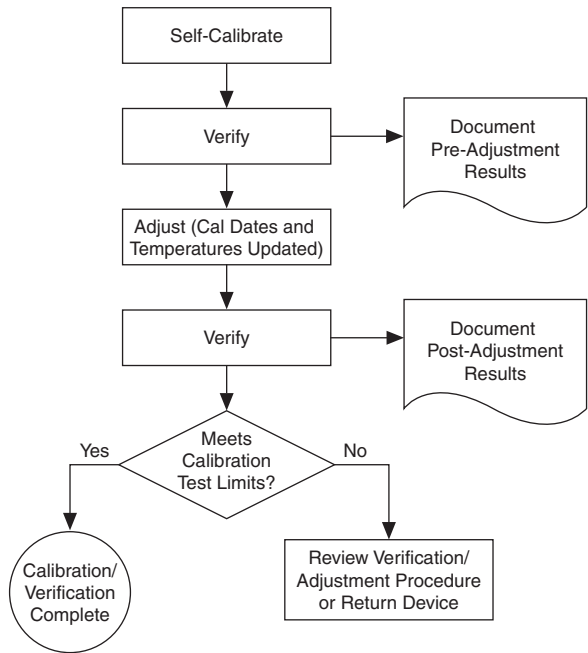 Self-Calibrate
Verify
Document
Pre-Adjustment
Results
Adjust (Cal Dates and
Temperatures Updated)
Verify
Document
Post-Adjustment
Results
Meets
Calibration
Test Limits?
Yes
No
Calibration/
Verification
Complete
Review Verification/
Adjustment Procedure
or Return Device